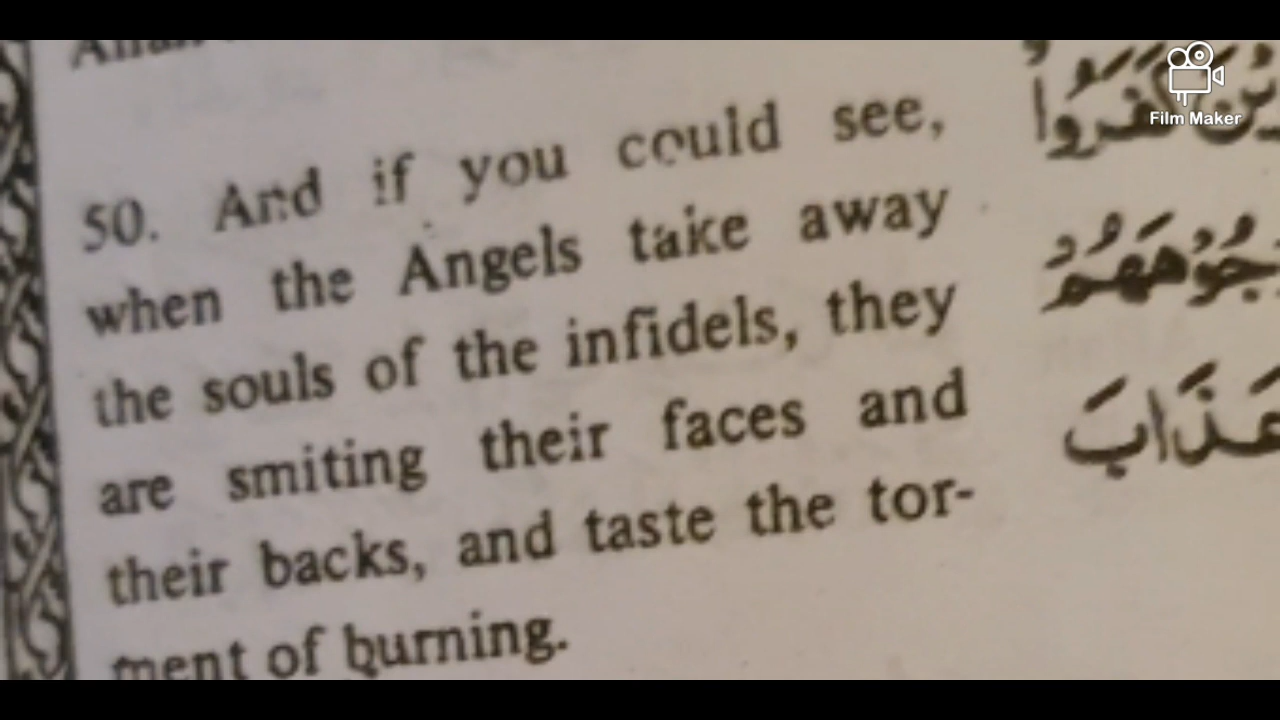 50. And if you could see,
when the Angels take away
the souls of the infidels, they
are smiting their faces and
their backs, and taste the tor-
ment of burning.
كَفَرُوا
عَذَابَ
Film Maker